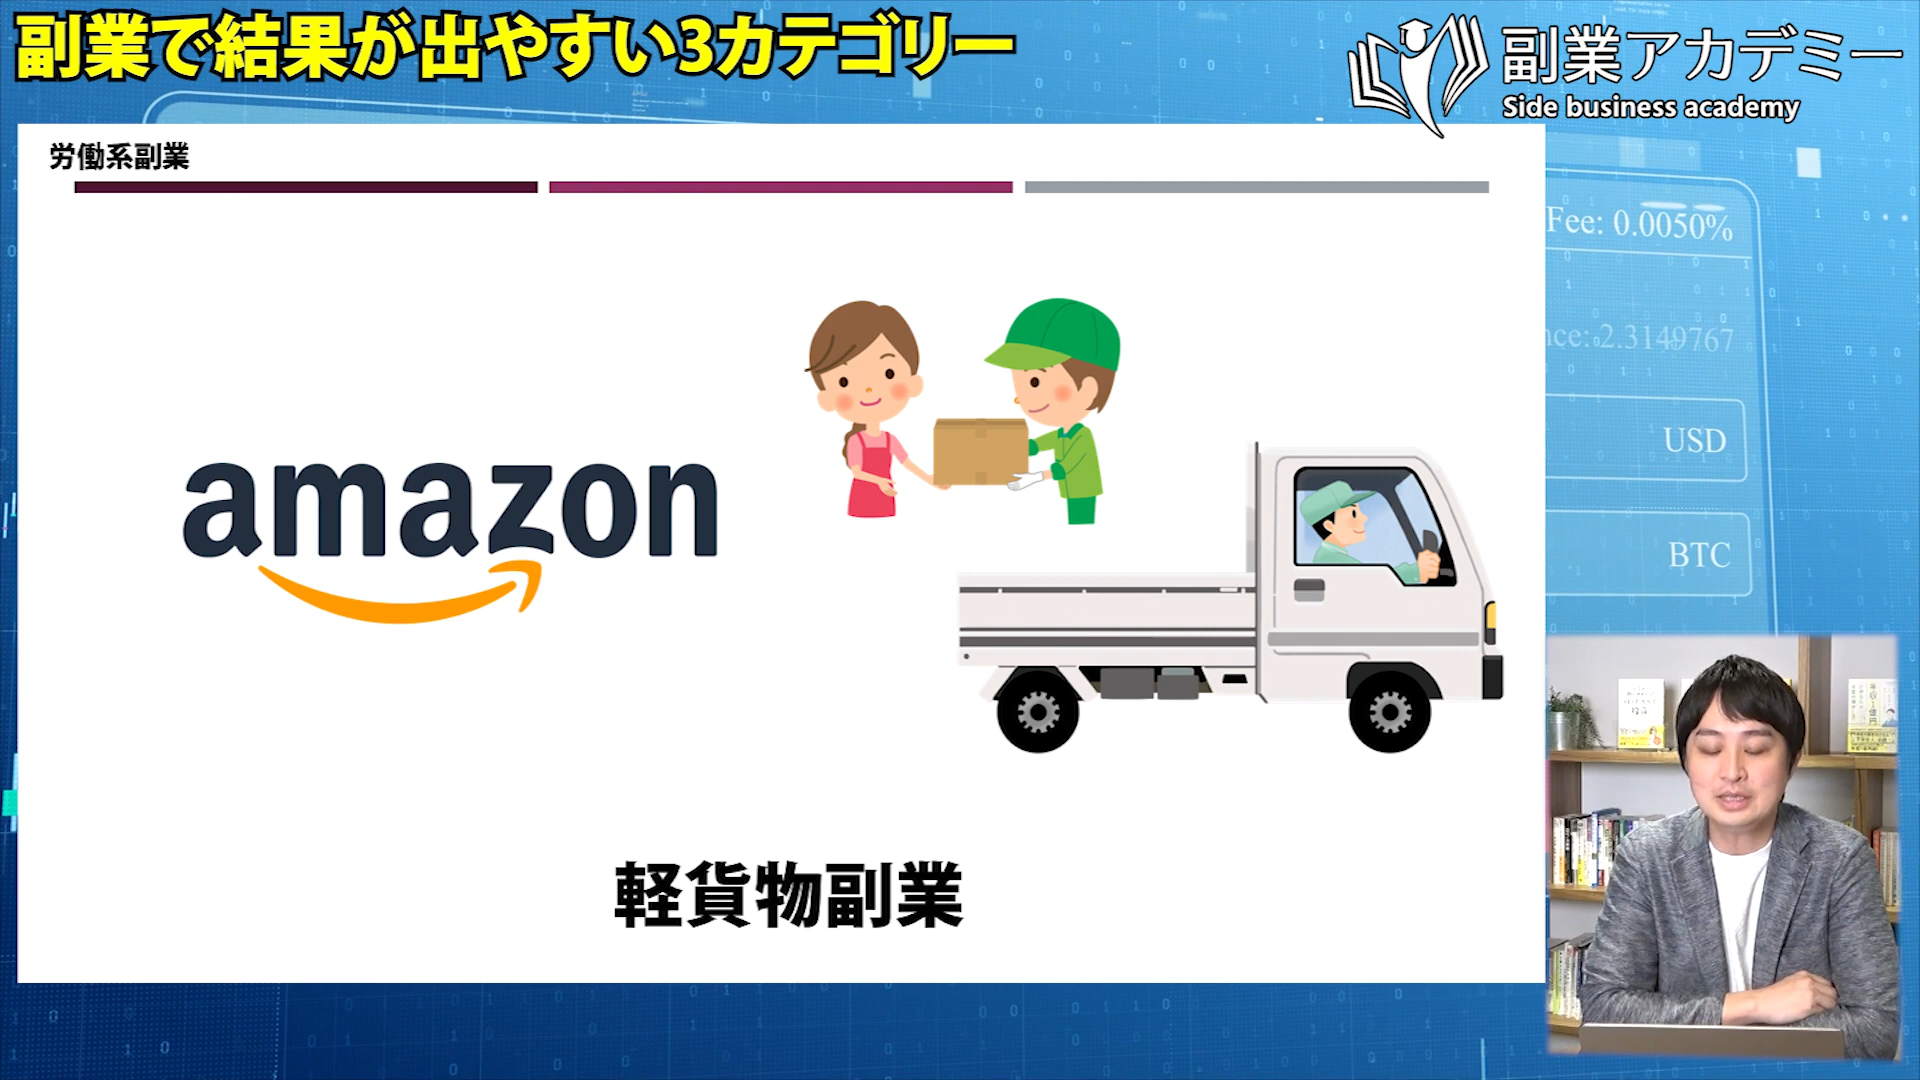 副業で結果が出やすい3カテゴリー
副業アカデミー
Side business academy
労働系副業
Fee: 0.0050%
nce: 2.3149767
USD
BTC
amazon
軽貨物副業